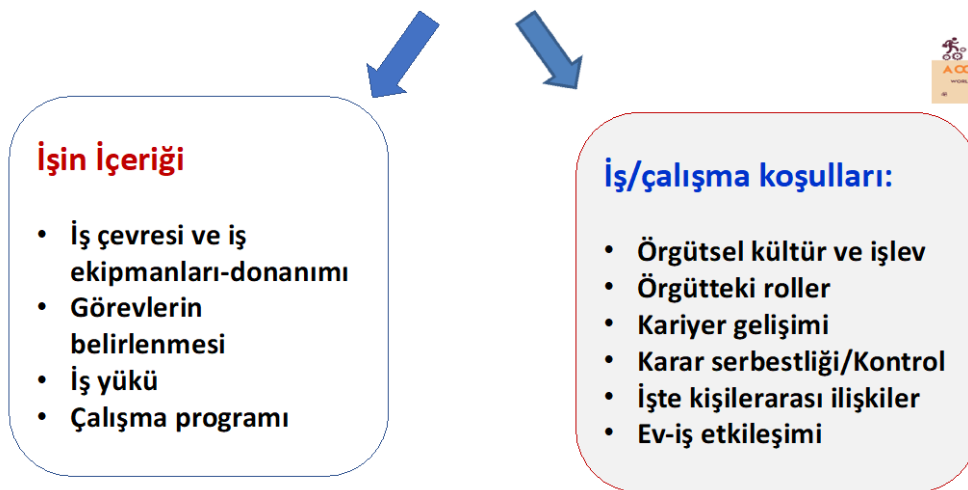 İşin İçeriği
• İş çevresi ve iş
ekipmanları-donanımı
• Görevlerin
belirlenmesi
• İş yükü
• Çalışma programı
İş/çalışma koşulları:
• Örgütsel kültür ve işlev
• Örgütteki roller
• Kariyer gelişimi
• Karar serbestliği/Kontrol
• İşte kişilerarası ilişkiler
• Ev-iş etkileşimi